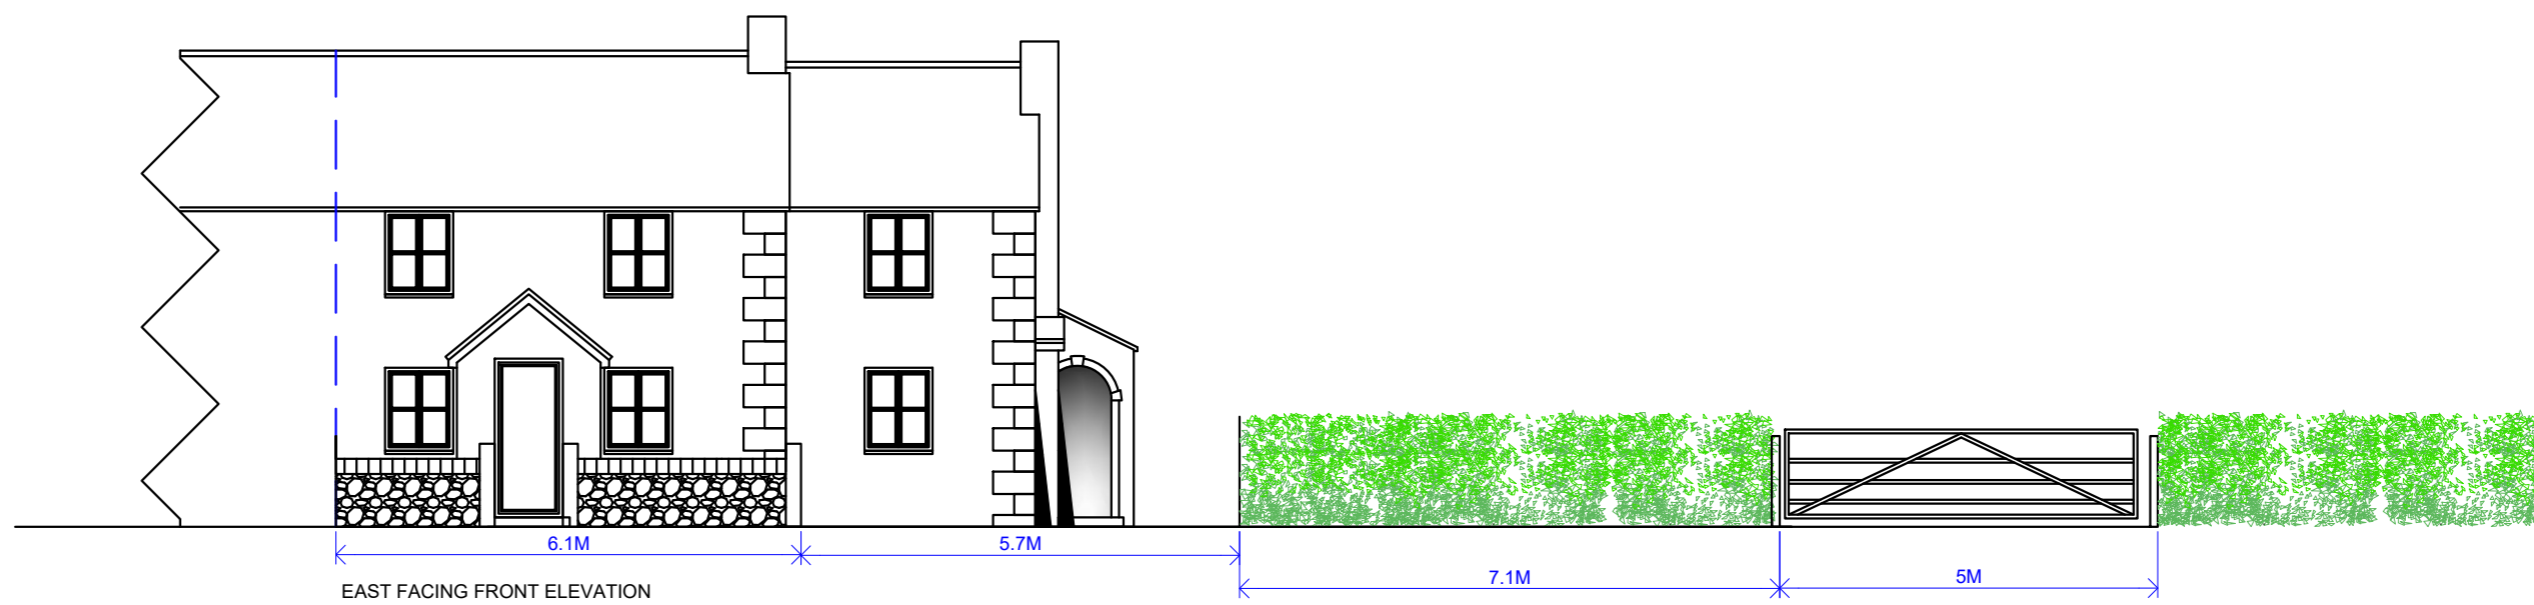 6.1M
5.7M
7.1M
5M
EAST FACING FRONT ELEVATION